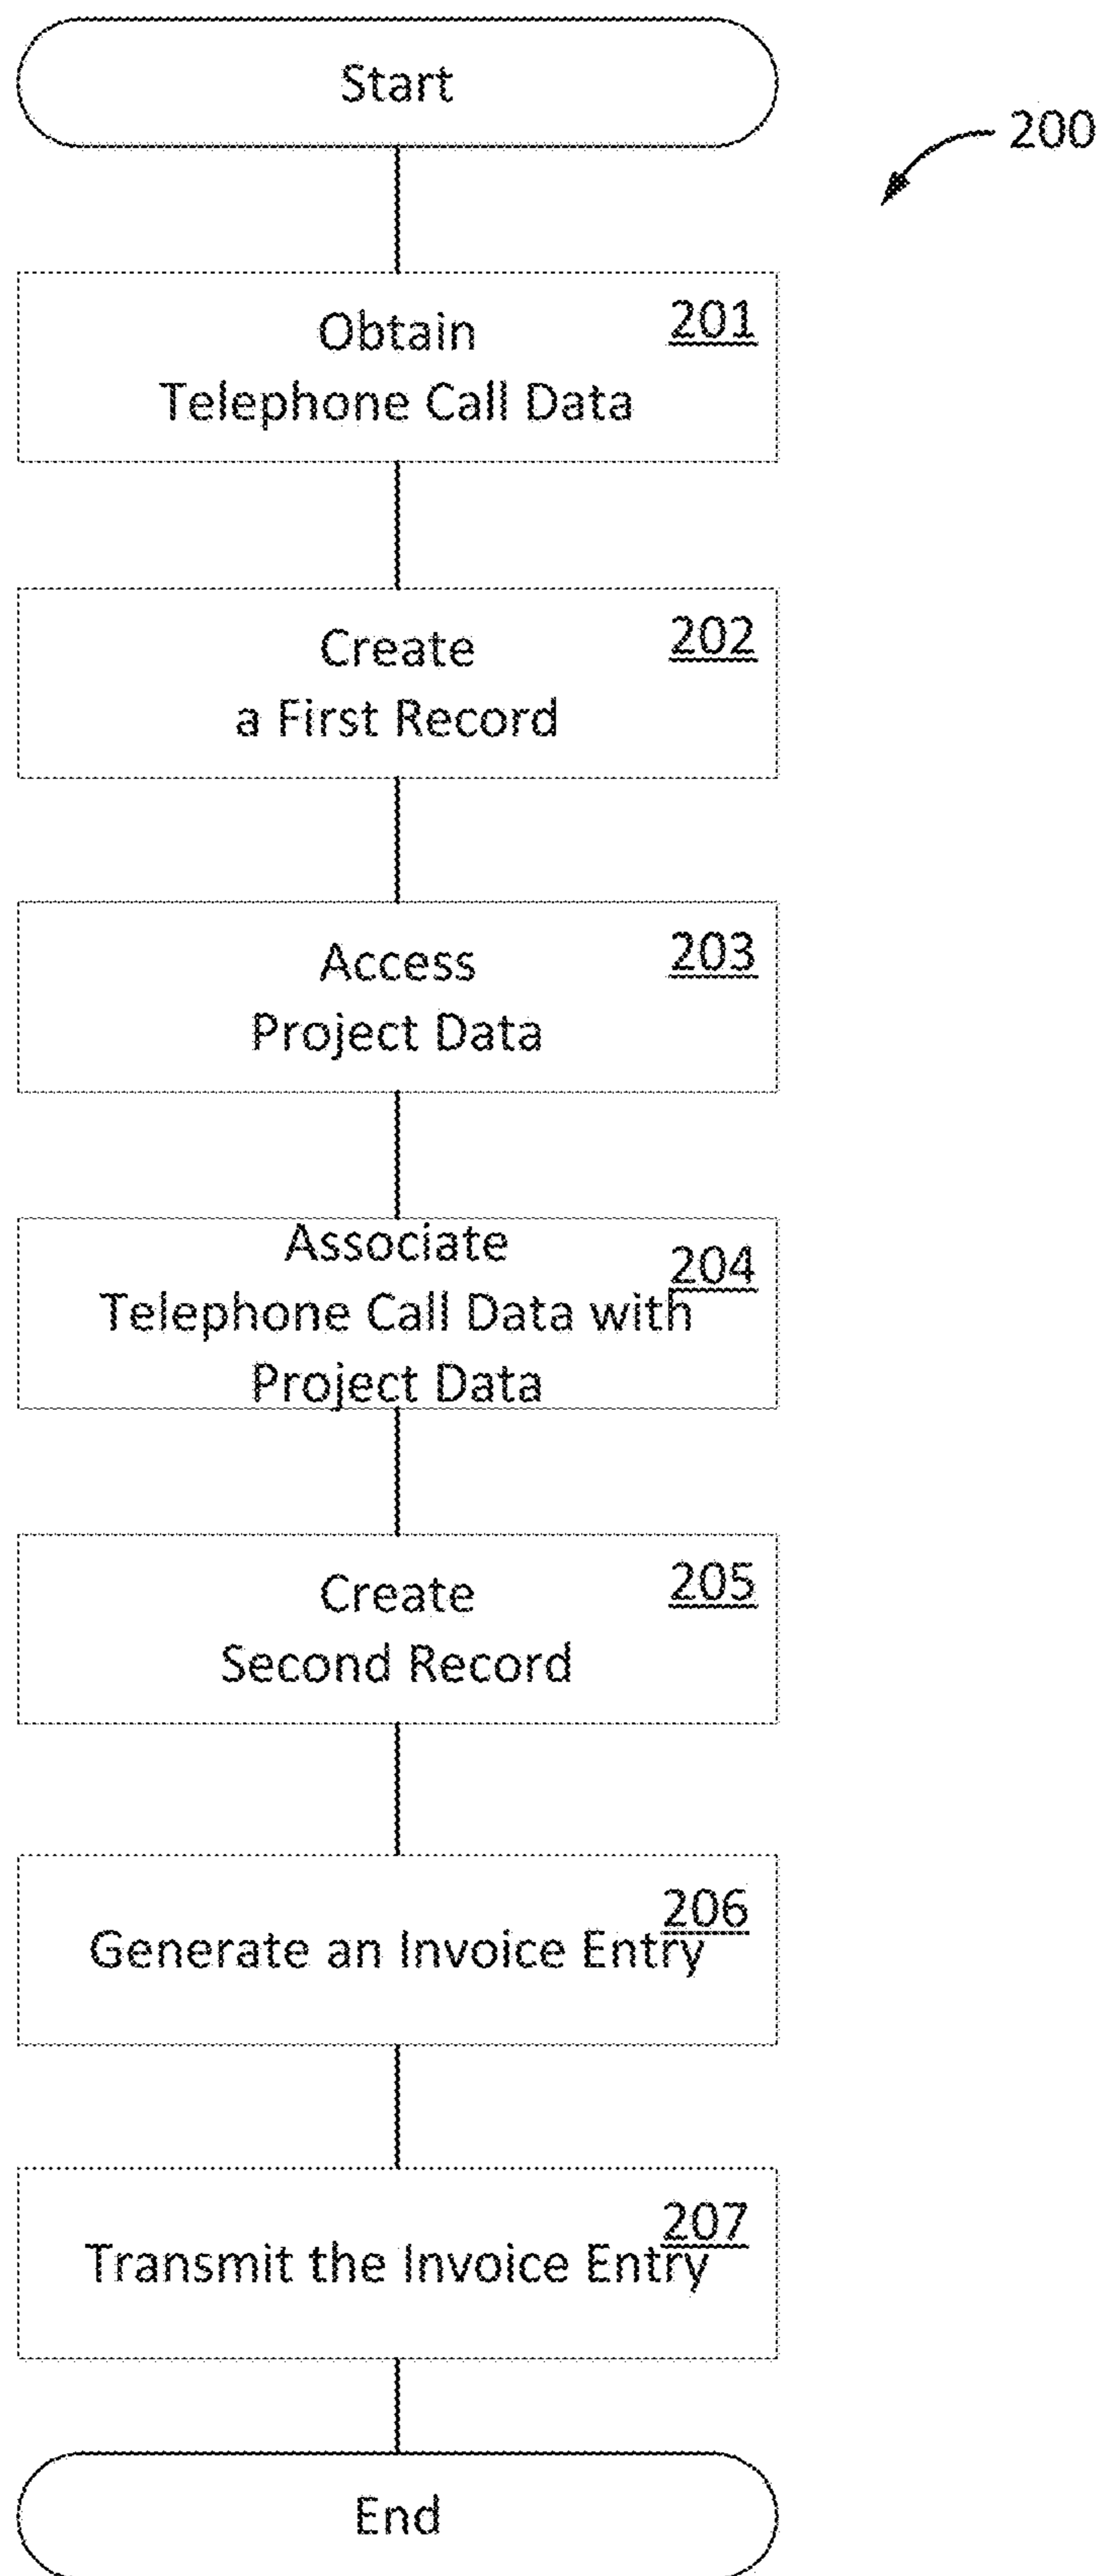 Start
200
201
Obtain
Telephone Call Data
202
Create
a First Record
203
Access
Project Data
Associate
204
Telephone Call Data with
Project Data
205
Create
Second Record
206
Generate an Invoice Entry
207
Transmit the Invoice Entry
End